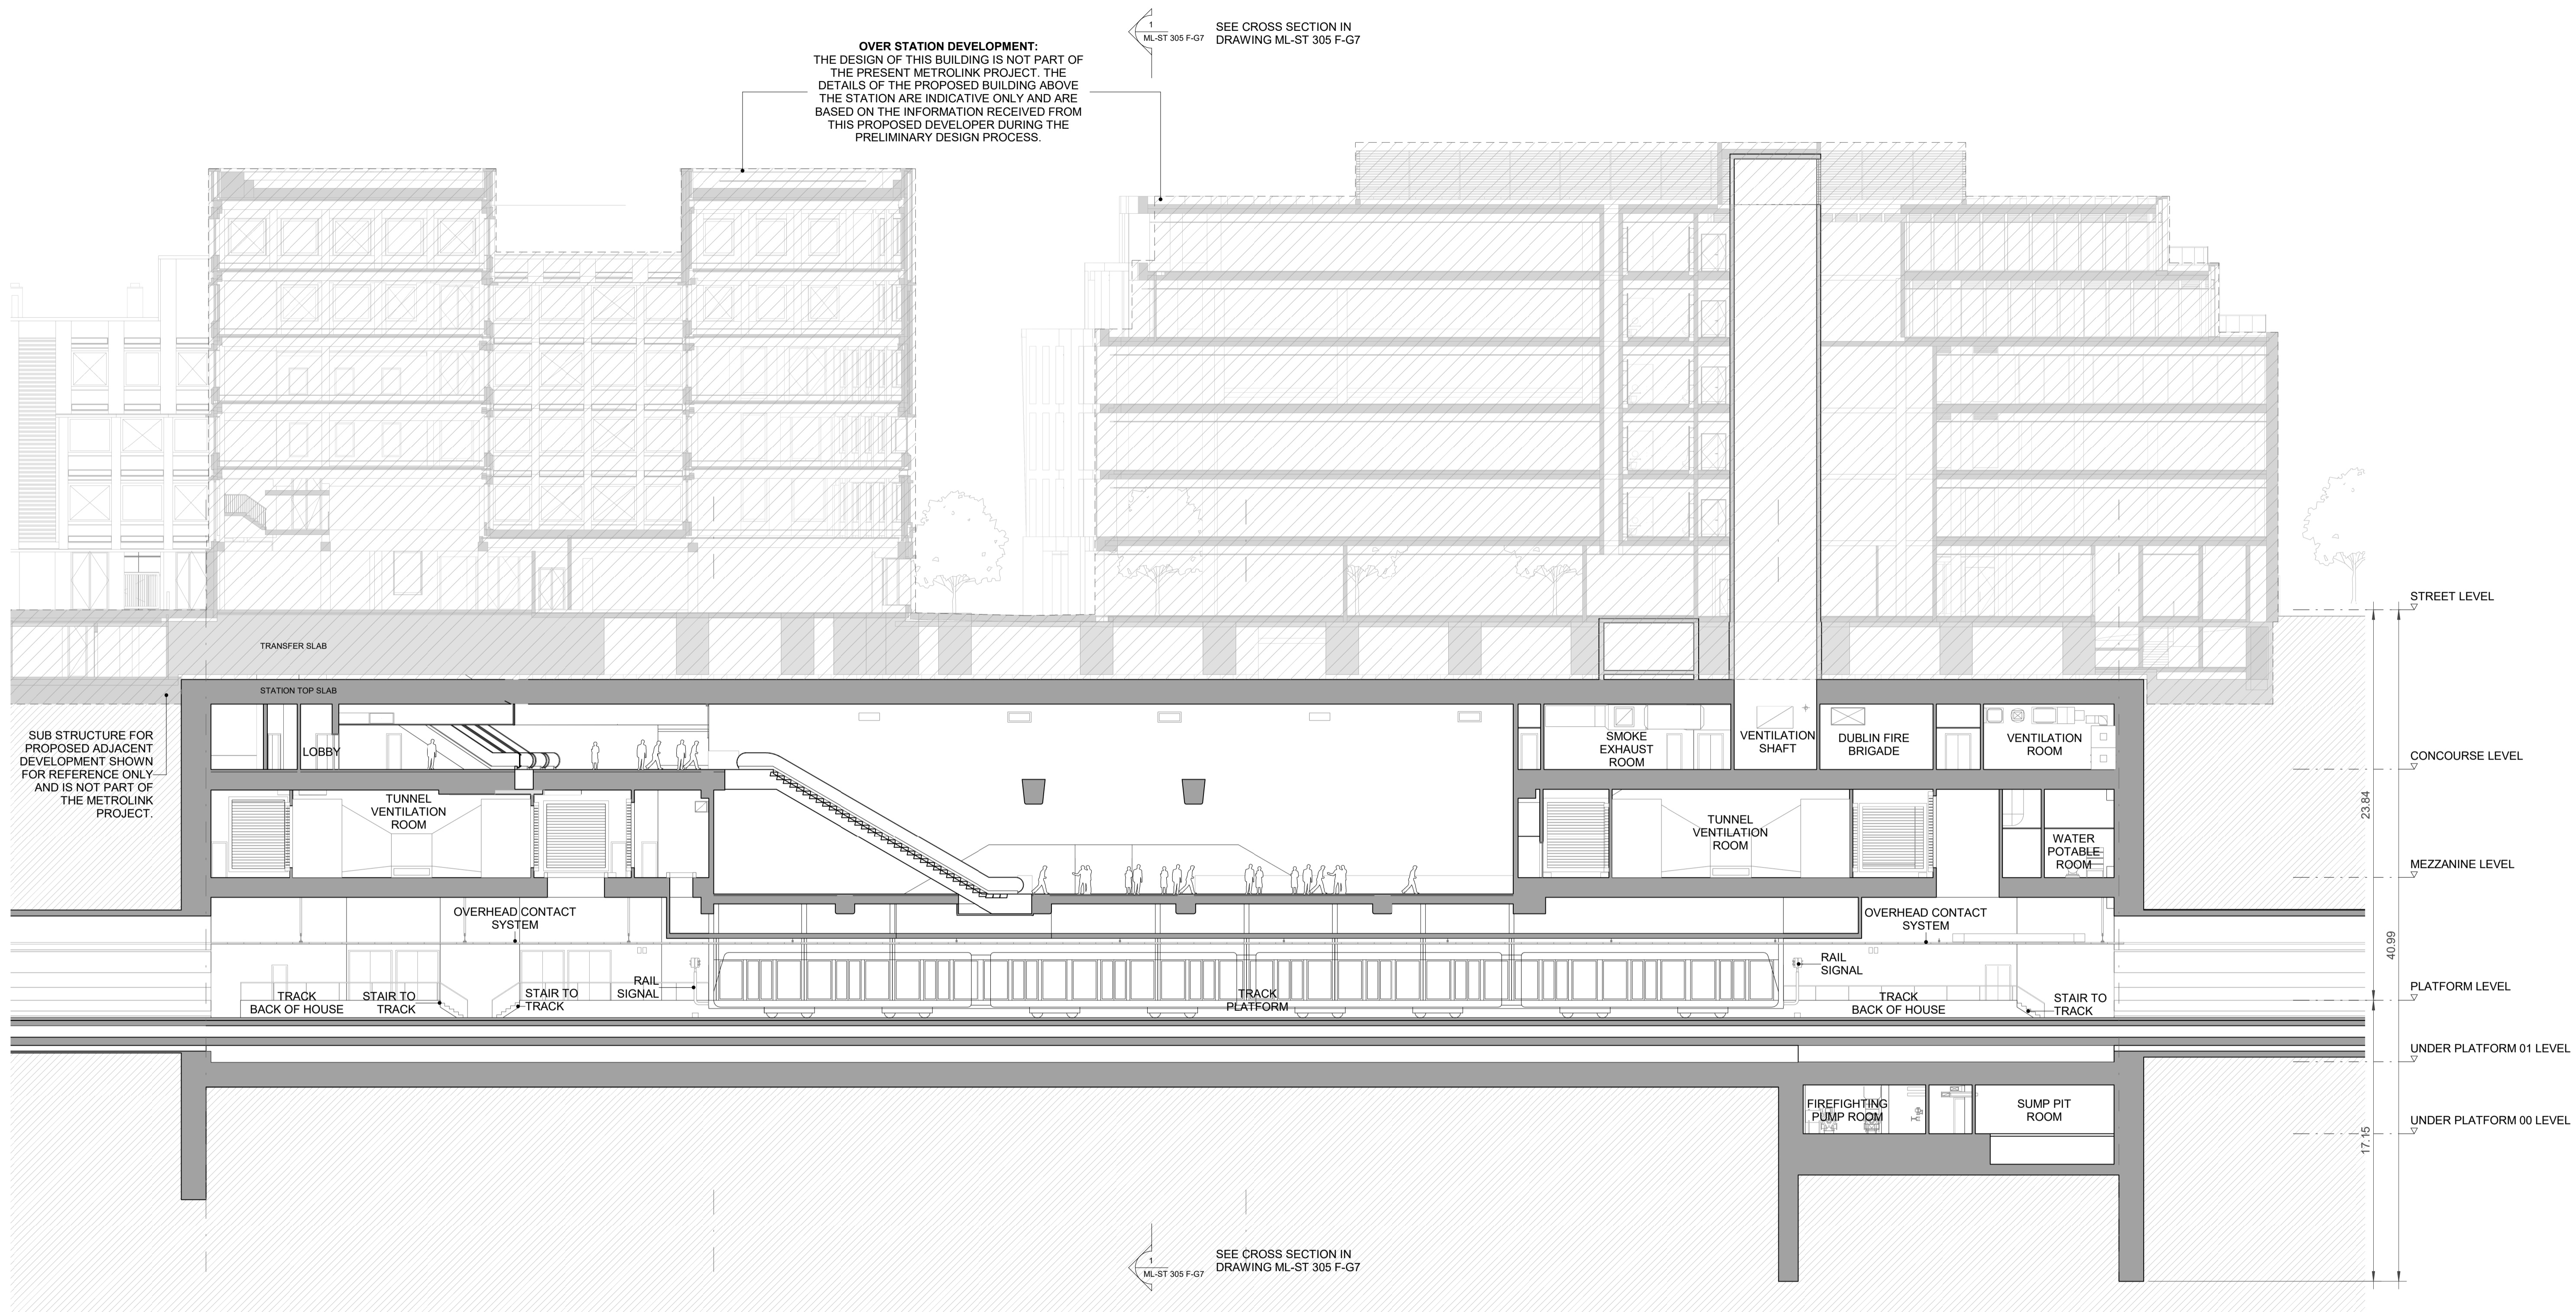 1
ML-ST 305 F-G7
SEE CROSS SECTION IN
DRAWING ML-ST 305 F-G7
OVER STATION DEVELOPMENT:
THE DESIGN OF THIS BUILDING IS NOT PART OF
THE PRESENT METROLINK PROJECT. THE
DETAILS OF THE PROPOSED BUILDING ABOVE
THE STATION ARE INDICATIVE ONLY AND ARE
BASED ON THE INFORMATION RECEIVED FROM
THIS PROPOSED DEVELOPER DURING THE
PRELIMINARY DESIGN PROCESS.
STREET LEVEL
TRANSFER SLAB
STATION TOP SLAB
SUB STRUCTURE FOR
PROPOSED ADJACENT
DEVELOPMENT SHOWN
FOR REFERENCE ONLY
AND IS NOT PART OF
THE METROLINK
PROJECT.
LOBBY
SMOKE
EXHAUST
ROOM
VENTILATION
SHAFT
DUBLIN FIRE
BRIGADE
VENTILATION
ROOM
CONCOURSE LEVEL
TUNNEL
VENTILATION
ROOM
TUNNEL
VENTILATION
ROOM
WATER
POTABLE
ROOM
23.84
MEZZANINE LEVEL
OVERHEAD CONTACT
SYSTEM
OVERHEAD CONTACT
SYSTEM
40.99
TRACK
BACK OF HOUSE
STAIR TO
TRACK
STAIR TO
TRACK
RAIL
SIGNAL
TRACK
PLATFORM
RAIL
SIGNAL
TRACK
BACK OF HOUSE
STAIR TO
TRACK
PLATFORM LEVEL
UNDER PLATFORM 01 LEVEL
FIREFIGHTING
PUMP ROOM
SUMP PIT
ROOM
UNDER PLATFORM 00 LEVEL
17.15
1
ML-ST 305 F-G7
SEE CROSS SECTION IN
DRAWING ML-ST 305 F-G7